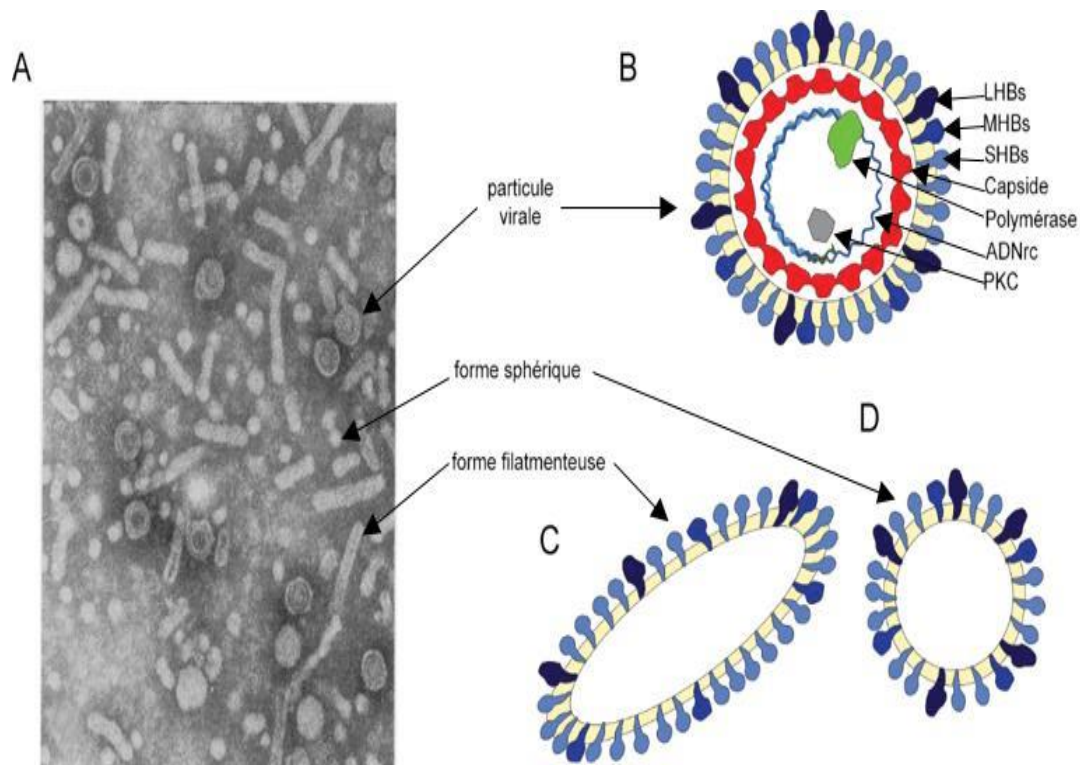 A
B
LHBs
MHBs
SHBs
Capside
Polymérase
ADNrc
PKC
particule
virale
forme sphérique
D
forme filatmenteuse
C